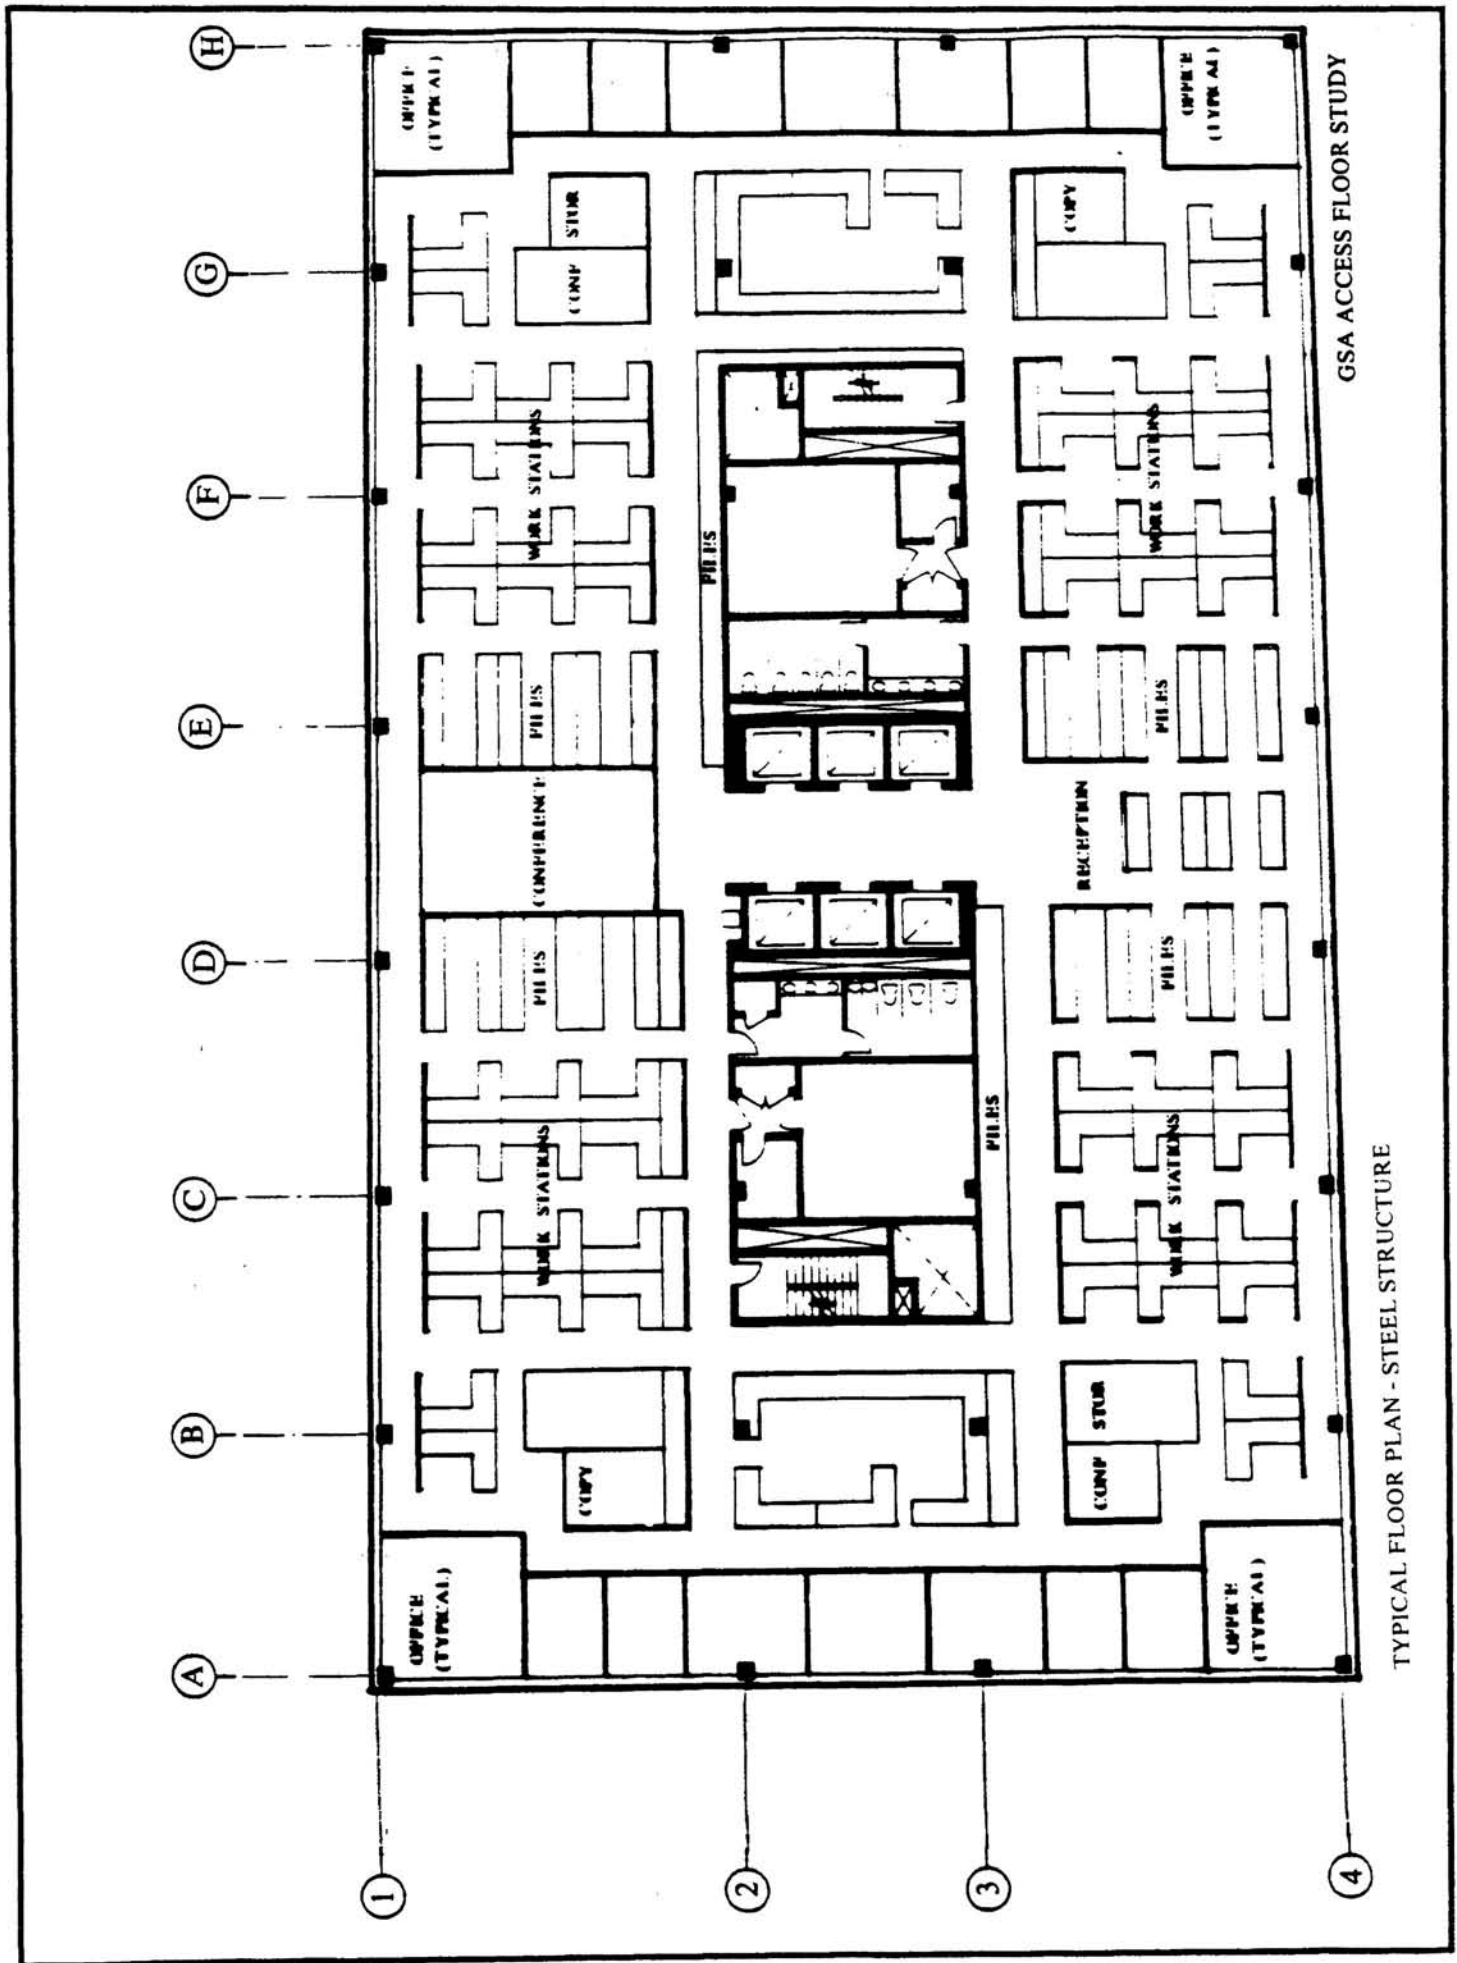 A
B
C
D
E
F
G
H
1
2
3
4
OFFICE
(TYPICAL)
COPY
WORK STATIONS
FILES
CONFERENCE
FILES
WORK STATIONS
CONF
STOR
OFFICE
(TYPICAL)
FILES
FILES
OFFICE
(TYPICAL)
CONF
STOR
WORK STATIONS
FILES
RECEPTION
FILES
WORK STATIONS
COPY
OFFICE
(TYPICAL)
TYPICAL FLOOR PLAN - STEEL STRUCTURE
GSA ACCESS FLOOR STUDY